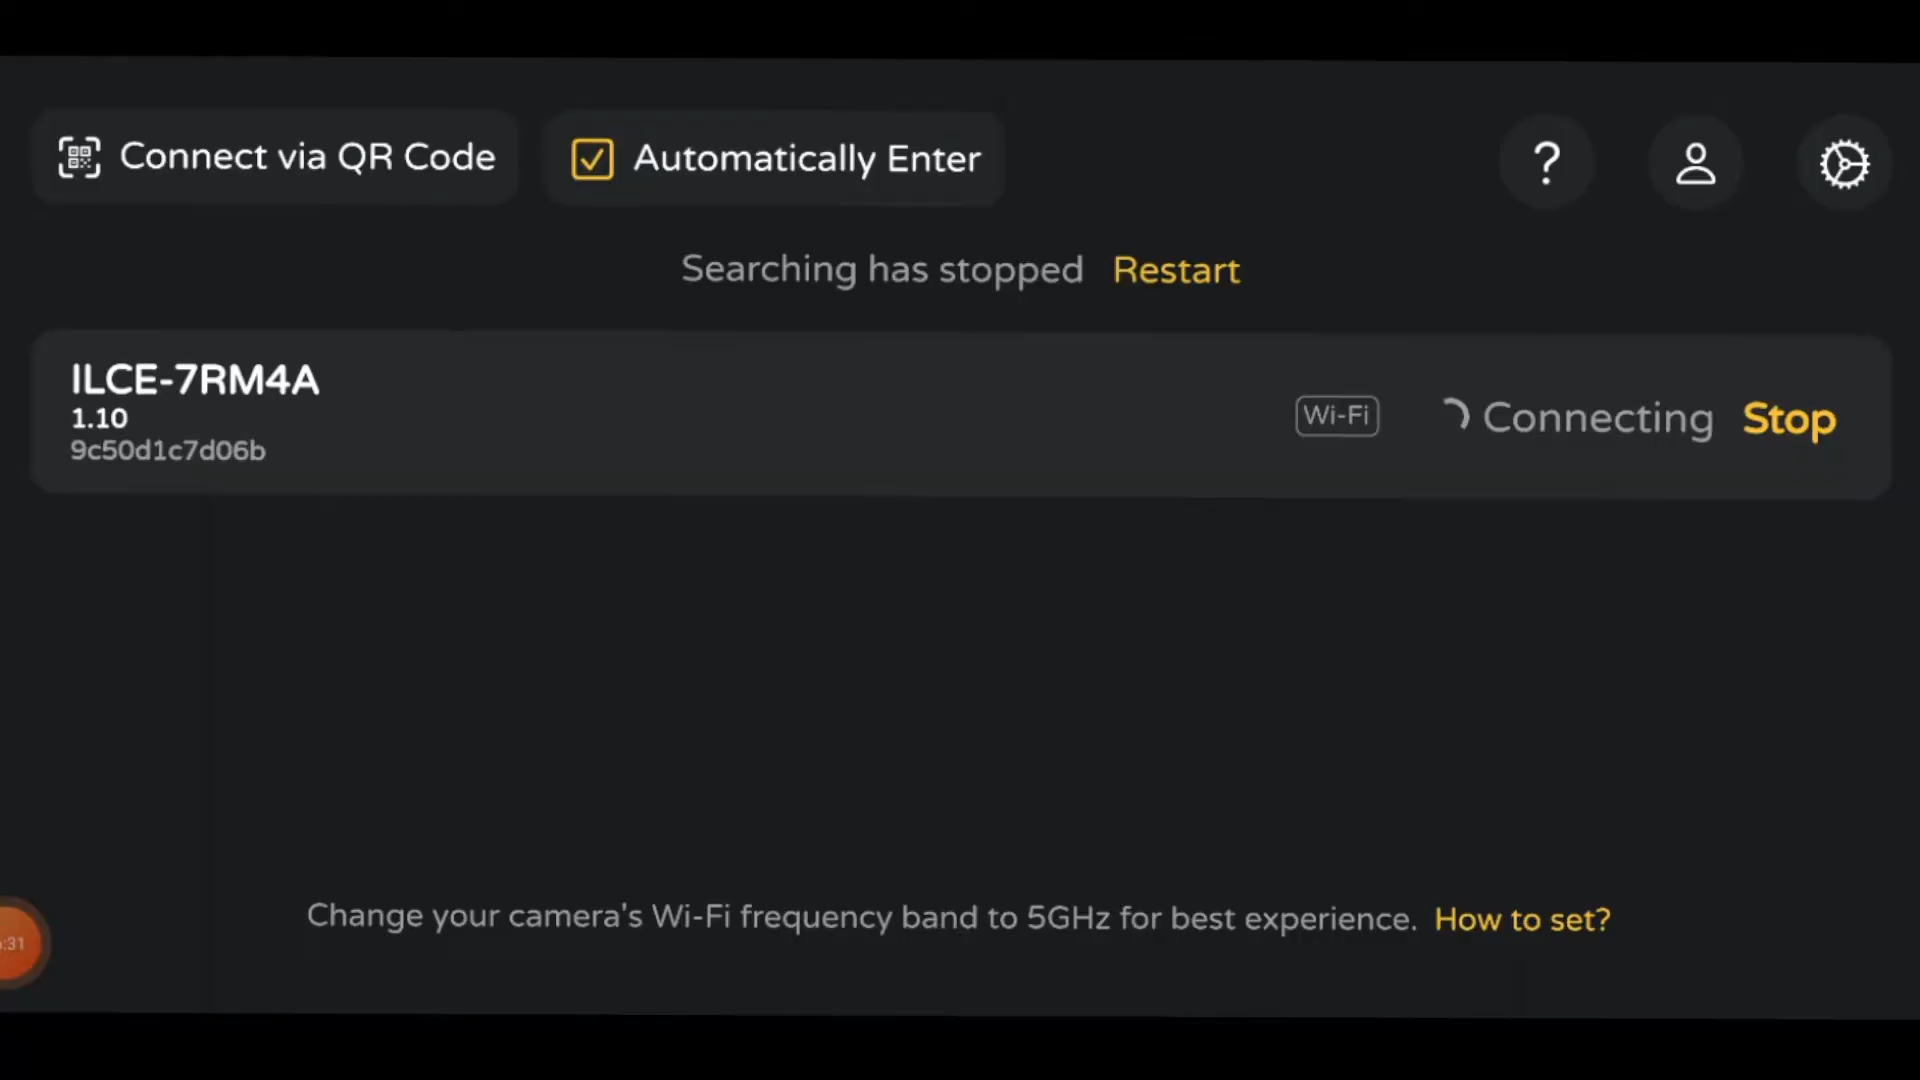 Connect via QR Code
Automatically Enter
Searching has stopped Restart
ILCE-7RM4A
1.10
9c50d1c7d06b
Wi-Fi
Connecting Stop
Change your camera's Wi-Fi frequency band to 5GHz for best experience. How to set?
:31